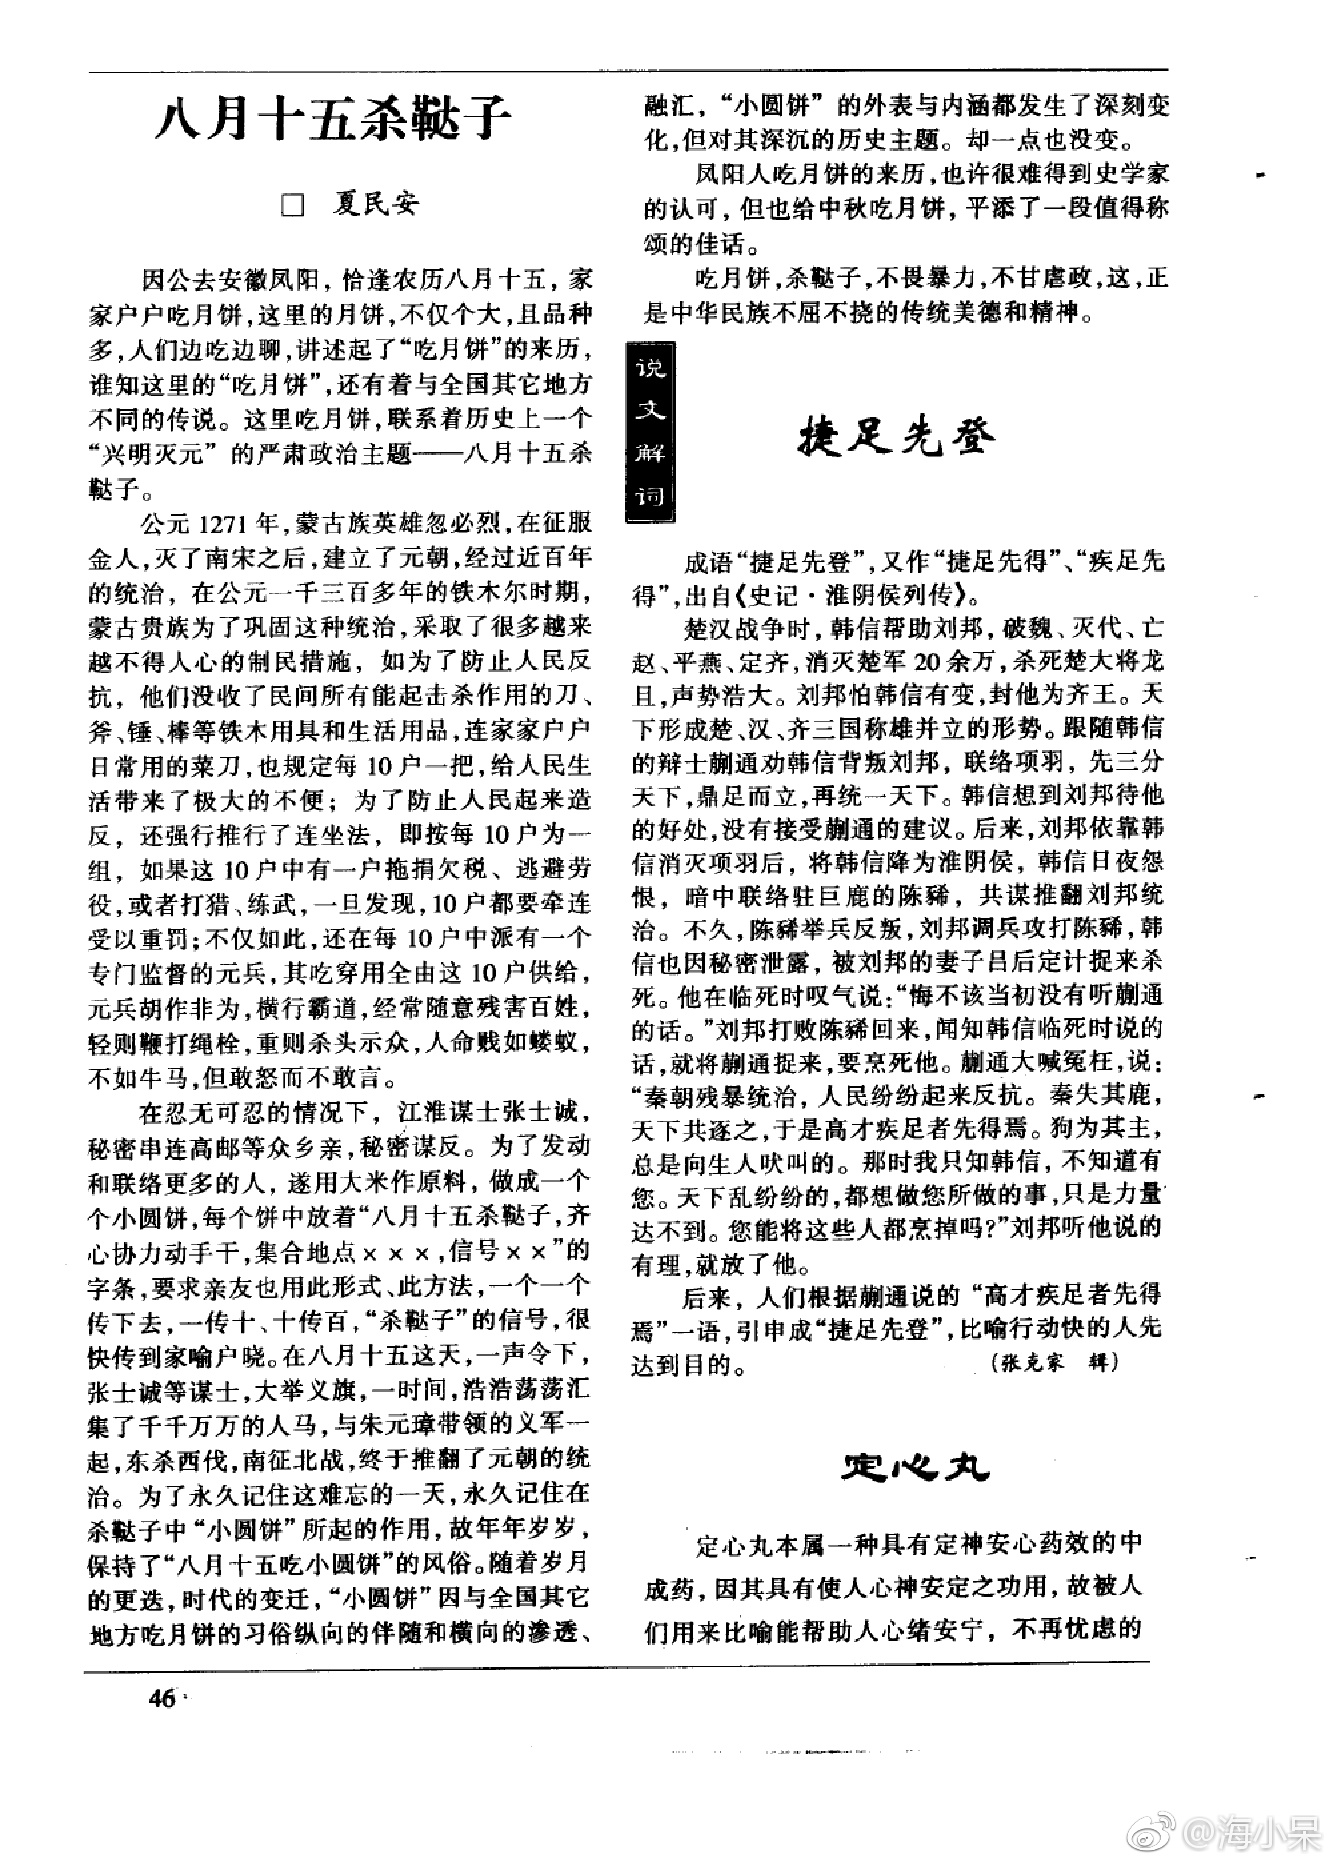 八月十五杀鞑子
□ 夏民安
因公去安徽凤阳，恰逢农历八月十五，家
家户户吃月饼，这里的月饼，不仅个大，且品种
多，人们边吃边聊，讲述起了“吃月饼”的来历，
谁知这里的“吃月饼”，还有着与全国其它地方
不同的传说。这里吃月饼，联系着历史上一个
“兴明灭元”的严肃政治主题——八月十五杀
鞑子。
公元1271年，蒙古族英雄忽必烈，在征服
金人，灭了南宋之后，建立了元朝，经过近百年
的统治，在公元一千三百多年的铁木尔时期，
蒙古贵族为了巩固这种统治，采取了很多越来
越不得人心的制民措施，如为了防止人民反
抗，他们没收了民间所有能起击杀作用的刀、
斧、锤、棒等铁木用具和生活用品，连家家户户
日常用的菜刀，也规定每10户一把，给人民生
活带来了极大的不便；为了防止人民起来造
反，还强行推行了连坐法，即按每10户为一
组，如果这10户中有一户拖捐欠税、逃避劳
役，或者打猎、练武，一旦发现，10户都要牵连
受以重罚；不仅如此，还在每10户中派有一个
专门监督的元兵，其吃穿用全由这10户供给，
元兵胡作非为，横行霸道，经常随意残害百姓，
轻则鞭打绳栓，重则杀头示众，人命贱如蝼蚁，
不如牛马，但敢怒而不敢言。
在忍无可忍的情况下，江淮谋士张士诚，
秘密串连高邮等众乡亲，秘密谋反。为了发动
和联络更多的人，遂用大米作原料，做成一个
个小圆饼，每个饼中放着“八月十五杀鞑子，齐
心协力动手干，集合地点×××，信号××”的
字条，要求亲友也用此形式、此方法，一个一个
传下去，一传十、十传百，“杀鞑子”的信号，很
快传到家喻户晓。在八月十五这天，一声令下，
张士诚等谋士，大举义旗，一时间，浩浩荡荡汇
集了千千万万的人马，与朱元璋带领的义军一
起，东杀西伐，南征北战，终于推翻了元朝的统
治。为了永久记住这难忘的一天，永久记住在
杀鞑子中“小圆饼”所起的作用，故年年岁岁，
保持了“八月十五吃小圆饼”的风俗。随着岁月
的更迭，时代的变迁，“小圆饼”因与全国其它
地方吃月饼的习俗纵向的伴随和横向的渗透、
融汇，“小圆饼”的外表与内涵都发生了深刻变
化，但对其深沉的历史主题。却一点也没变。
凤阳人吃月饼的来历，也许很难得到史学家
的认可，但也给中秋吃月饼，平添了一段值得称
颂的佳话。
吃月饼，杀鞑子，不畏暴力，不甘虐政，这，正
是中华民族不屈不挠的传统美德和精神。
说文解词
捷足先登
成语“捷足先登”，又作“捷足先得”、“疾足先
得”，出自《史记·淮阴侯列传》。
楚汉战争时，韩信帮助刘邦，破魏、灭代、亡
赵、平燕、定齐，消灭楚军20余万，杀死楚大将龙
且，声势浩大。刘邦怕韩信有变，封他为齐王。天
下形成楚、汉、齐三国称雄并立的形势。跟随韩信
的辩士蒯通劝韩信背叛刘邦，联络项羽，先三分
天下，鼎足而立，再统一天下。韩信想到刘邦待他
的好处，没有接受蒯通的建议。后来，刘邦依靠韩
信消灭项羽后，将韩信降为淮阴侯，韩信日夜怨
恨，暗中联络驻巨鹿的陈豨，共谋推翻刘邦统
治。不久，陈豨举兵反叛，刘邦调兵攻打陈豨，韩
信也因秘密泄露，被刘邦的妻子吕后定计捉来杀
死。他在临死时叹气说：“悔不该当初没有听蒯通
的话。”刘邦打败陈豨回来，闻知韩信临死时说的
话，就将蒯通捉来，要烹死他。蒯通大喊冤枉，说：
“秦朝残暴统治，人民纷纷起来反抗。秦失其鹿，
天下共逐之，于是高才疾足者先得焉。狗为其主，
总是向生人吠叫的。那时我只知韩信，不知道有
您。天下乱纷纷的，都想做您所做的事，只是力量
达不到。您能将这些人都烹掉吗？”刘邦听他说的
有理，就放了他。
后来，人们根据蒯通说的“高才疾足者先得
焉”一语，引申成“捷足先登”，比喻行动快的人先
达到目的。 （张克家 辑）
定心丸
定心丸本属一种具有定神安心药效的中
成药，因其具有使人心神安定之功用，故被人
们用来比喻能帮助人心绪安宁，不再忧虑的
46
@海小呆